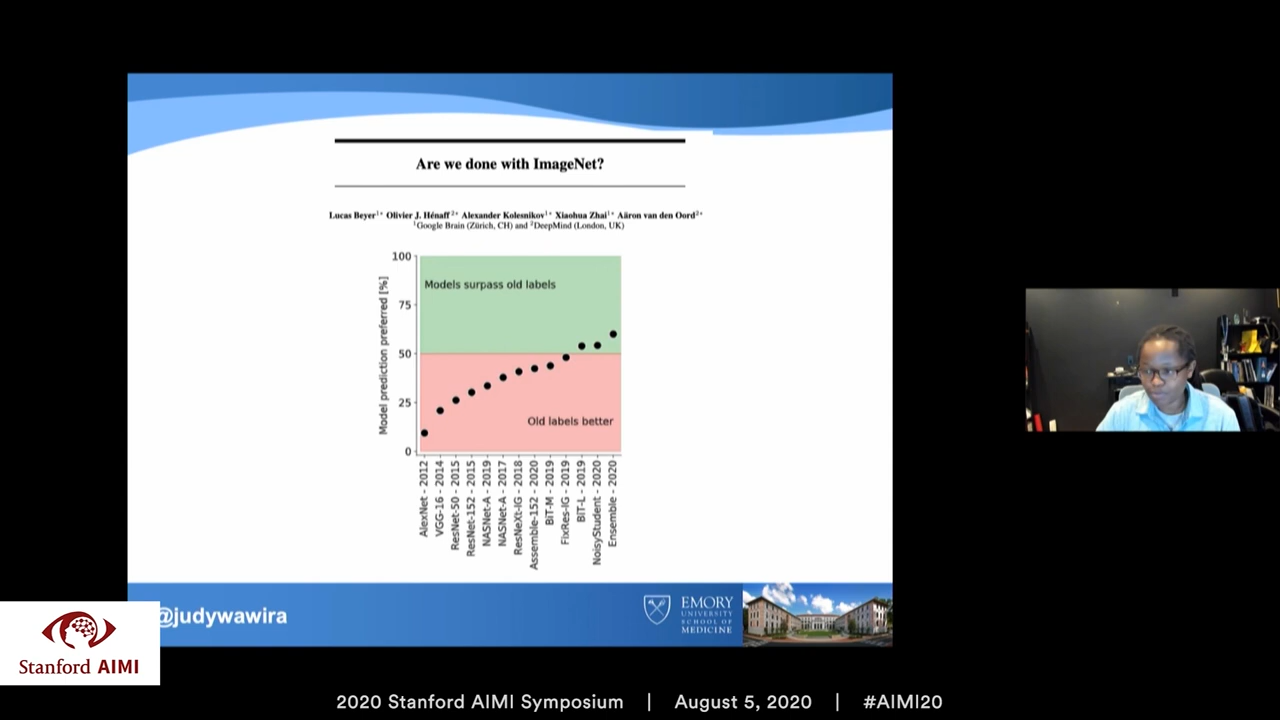 Are we done with ImageNet?
Lucas Beyer¹* Olivier J. Hénaff²* Alexander Kolesnikov¹* Xiaohua Zhai¹* Aäron van den Oord²*
¹Google Brain (Zürich, CH) and ²DeepMind (London, UK)
Model prediction preferred [%]
100
75
50
25
0
Models surpass old labels
Old labels better
AlexNet - 2012
VGG-16 - 2014
ResNet-50 - 2015
ResNet-152 - 2015
NASNet-A - 2019
NASNet-A - 2017
ResNeXt-IG - 2018
Assemble-152 - 2020
BiT-M - 2019
FixRes-IG - 2019
BiT-L - 2019
NoisyStudent - 2020
Ensemble - 2020
@judywawira
EMORY
UNIVERSITY
SCHOOL OF
MEDICINE
Stanford AIMI
2020 Stanford AIMI Symposium | August 5, 2020 | #AIMI20